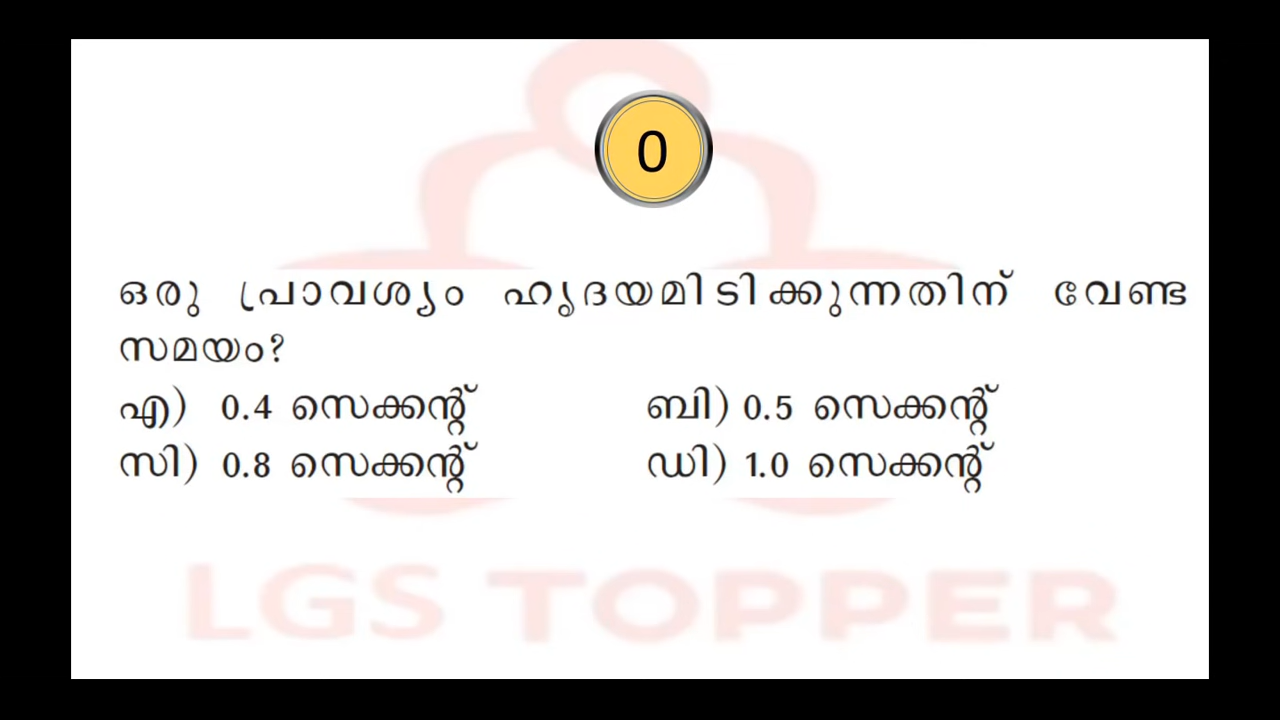 0
ഒരു പ്രാവശ്യം ഹൃദയമിടിക്കുന്നതിന് വേണ്ട
സമയം?
എ) 0.4 സെക്കന്റ് ബി) 0.5 സെക്കന്റ്
സി) 0.8 സെക്കന്റ് ഡി) 1.0 സെക്കന്റ്
LGS TOPPER